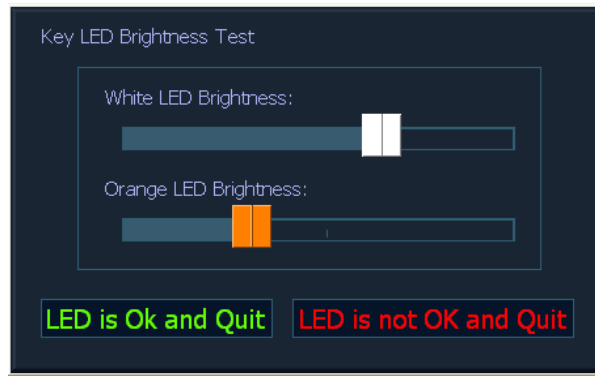 Key LED Brightness Test
White LED Brightness:
Orange LED Brightness:
LED is Ok and Quit
LED is not OK and Quit